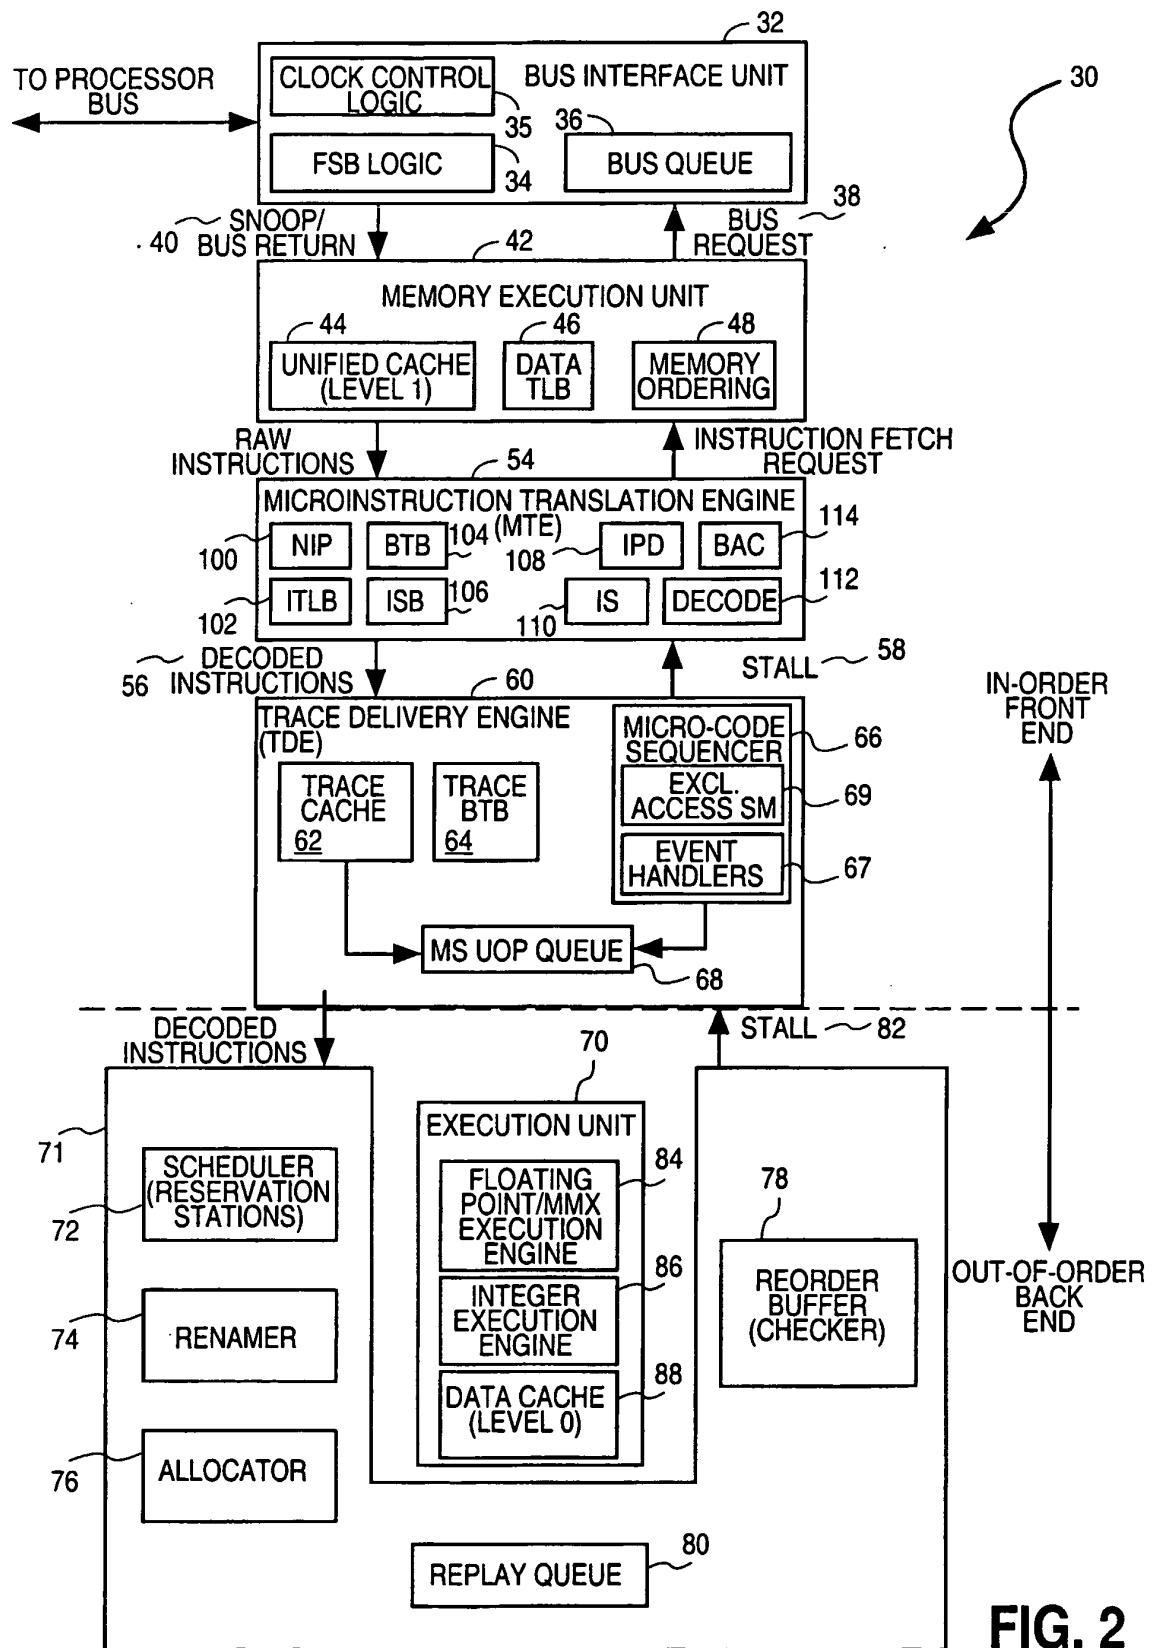 32
TO PROCESSOR
BUS
CLOCK CONTROL
LOGIC
35
BUS INTERFACE UNIT
30
FSB LOGIC
34
36
BUS QUEUE
40
SNOOP/
BUS RETURN
42
BUS
REQUEST
38
MEMORY EXECUTION UNIT
44
46
48
UNIFIED CACHE
(LEVEL 1)
DATA
TLB
MEMORY
ORDERING
RAW
INSTRUCTIONS
54
INSTRUCTION FETCH
REQUEST
MICROINSTRUCTION TRANSLATION ENGINE
(MTE)
100
NIP
BTB
104
108
IPD
BAC
114
102
ITLB
ISB
106
110
IS
DECODE
112
56
DECODED
INSTRUCTIONS
60
STALL
58
TRACE DELIVERY ENGINE
(TDE)
MICRO-CODE
SEQUENCER
66
TRACE
CACHE
62
TRACE
BTB
64
EXCL.
ACCESS SM
69
EVENT
HANDLERS
67
MS UOP QUEUE
68
IN-ORDER
FRONT
END
DECODED
INSTRUCTIONS
STALL
82
70
71
EXECUTION UNIT
SCHEDULER
(RESERVATION
STATIONS)
72
FLOATING
POINT/MMX
EXECUTION
ENGINE
84
78
REORDER
BUFFER
(CHECKER)
OUT-OF-ORDER
BACK
END
INTEGER
EXECUTION
ENGINE
86
74
RENAMER
DATA CACHE
(LEVEL 0)
88
76
ALLOCATOR
REPLAY QUEUE
80
FIG. 2